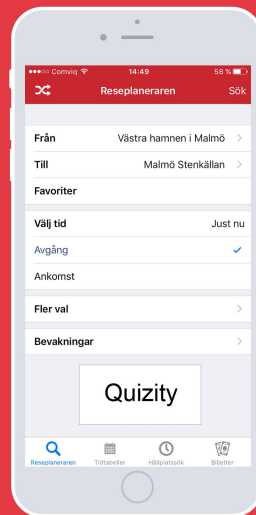 Comviq 14:49 58 %
Reseplaneraren Sök
Från Västra hamnen i Malmö
Till Malmö Stenkällan
Favoriter
Välj tid Just nu
Avgång
Ankomst
Fler val
Bevakningar
Quizity
Reseplaneraren Tidtabeller Hållplatssök Biljetter